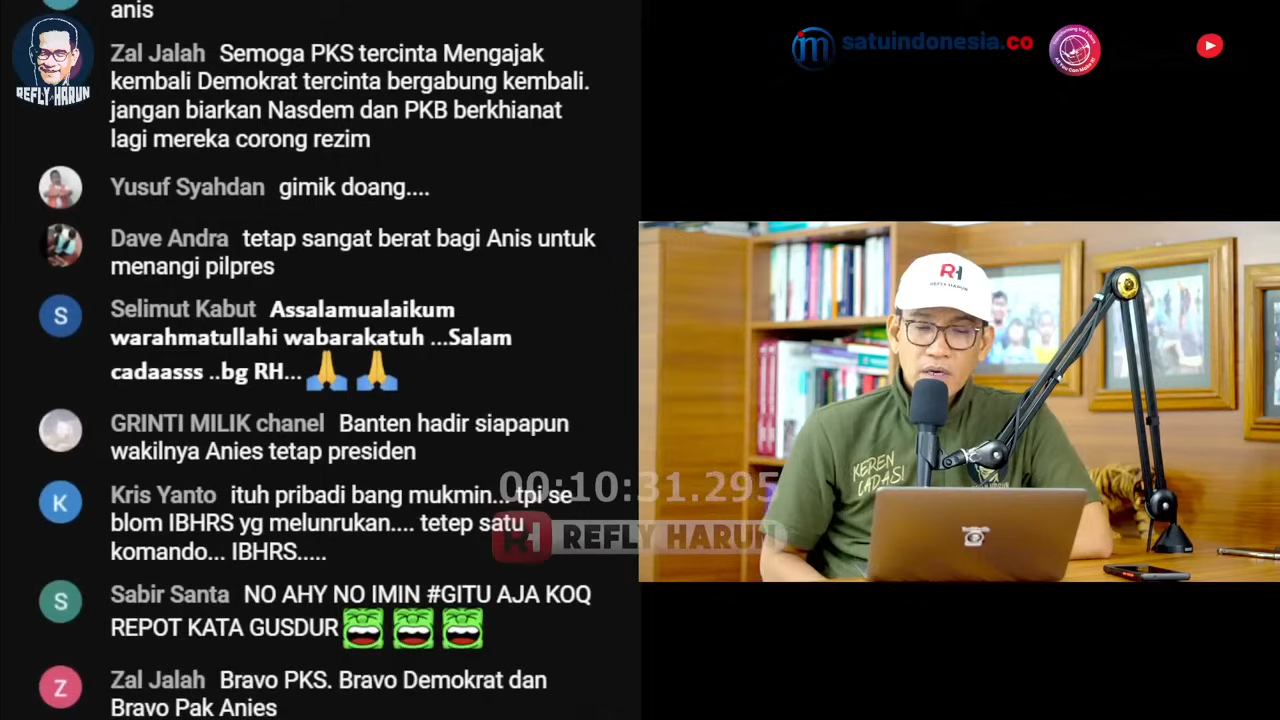 anis
Zal Jalah Semoga PKS tercinta Mengajak
kembali Demokrat tercinta bergabung kembali.
jangan biarkan Nasdem dan PKB berkhianat
lagi mereka corong rezim
Yusuf Syahdan gimik doang....
Dave Andra tetap sangat berat bagi Anis untuk
menangi pilpres
S
Selimut Kabut Assalamualaikum
warahmatullahi wabarakatuh ...Salam
cadaasss ..bg RH...
GRINTI MILIK chanel Banten hadir siapapun
wakilnya Anies tetap presiden
K
Kris Yanto ituh pribadi bang mukmin... tpi se
blom IBHRS yg melunrukan.... tetep satu
komando... IBHRS.....
S
Sabir Santa NO AHY NO IMIN #GITU AJA KOQ
REPOT KATA GUSDUR
Z
Zal Jalah Bravo PKS. Bravo Demokrat dan
Bravo Pak Anies
REFLY HARUN
satuindonesia.co
RH
REFLY HARUN
KEREN
CADAS!
00:10:31.295
RH REFLY HARUN